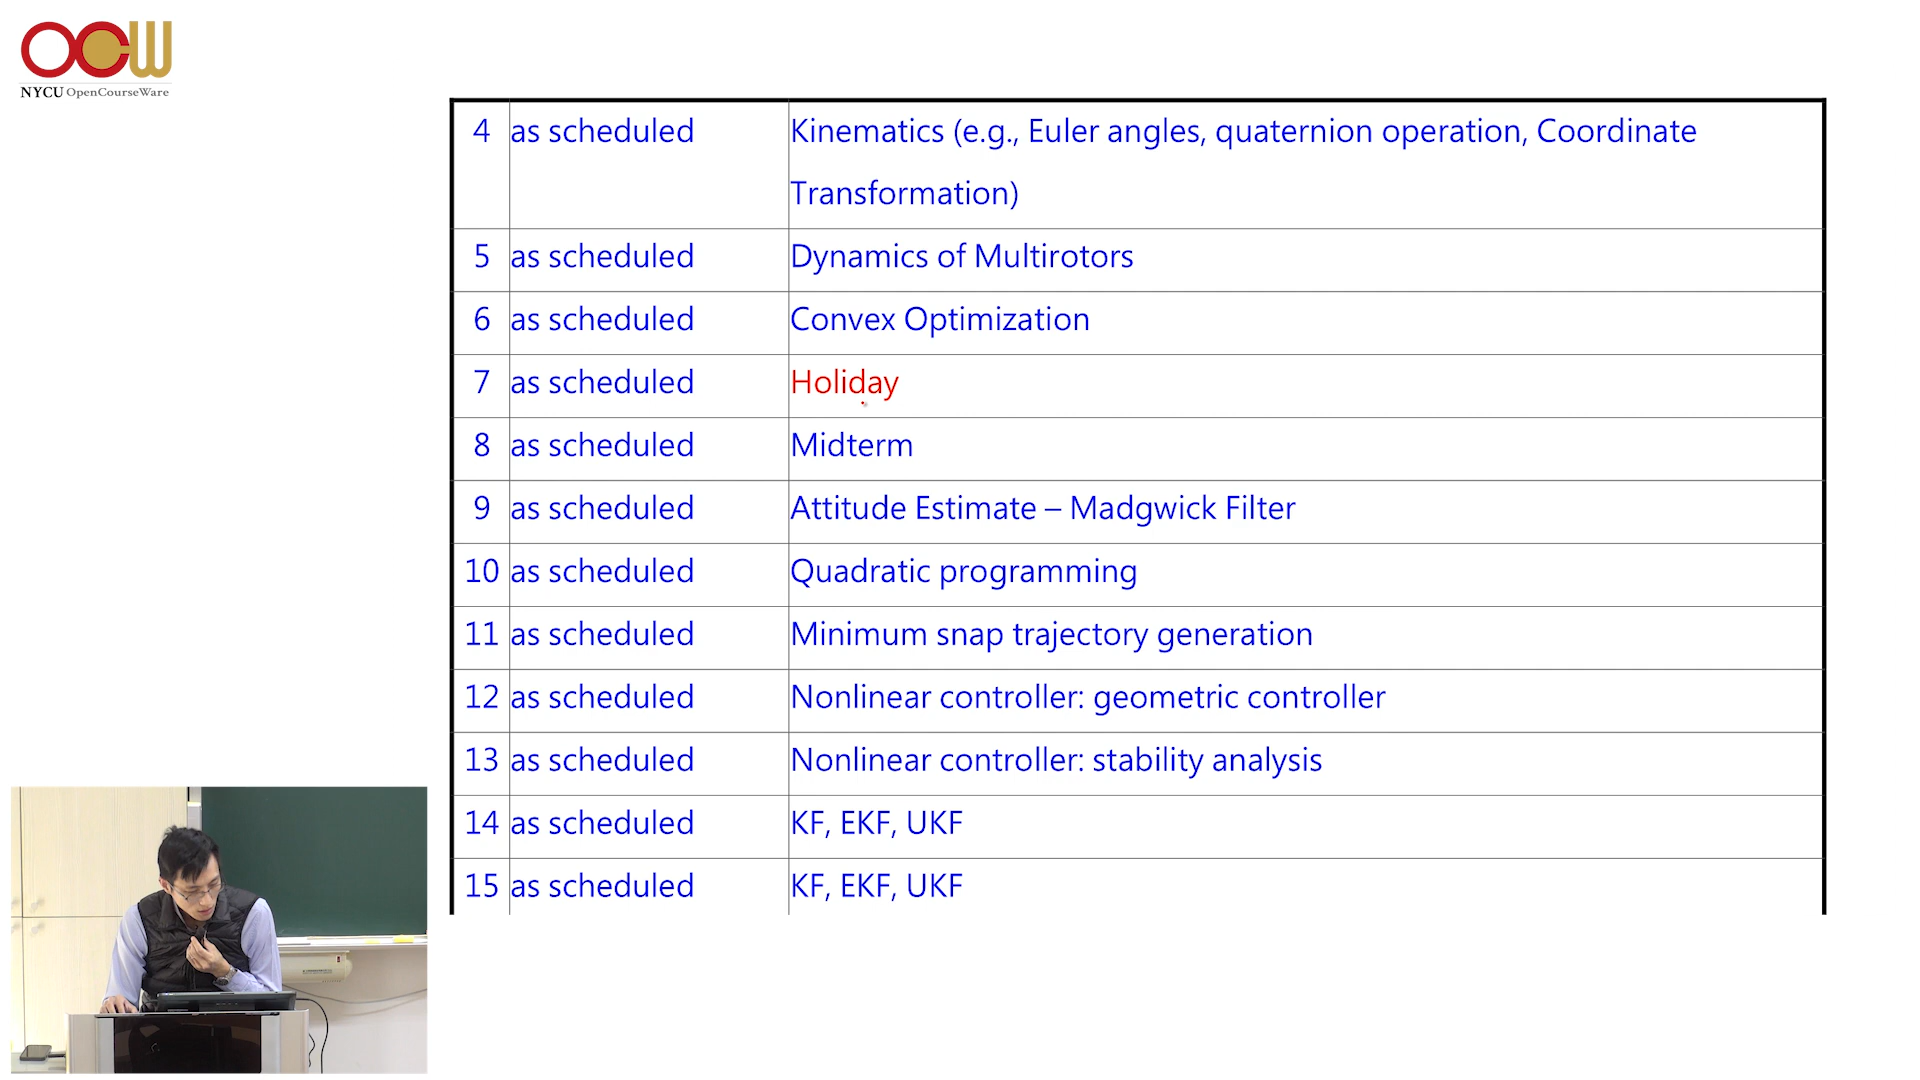 OCW
NYCU OpenCourseWare
4 as scheduled Kinematics (e.g., Euler angles, quaternion operation, Coordinate
Transformation)
5 as scheduled Dynamics of Multirotors
6 as scheduled Convex Optimization
7 as scheduled Holiday
8 as scheduled Midterm
9 as scheduled Attitude Estimate – Madgwick Filter
10 as scheduled Quadratic programming
11 as scheduled Minimum snap trajectory generation
12 as scheduled Nonlinear controller: geometric controller
13 as scheduled Nonlinear controller: stability analysis
14 as scheduled KF, EKF, UKF
15 as scheduled KF, EKF, UKF